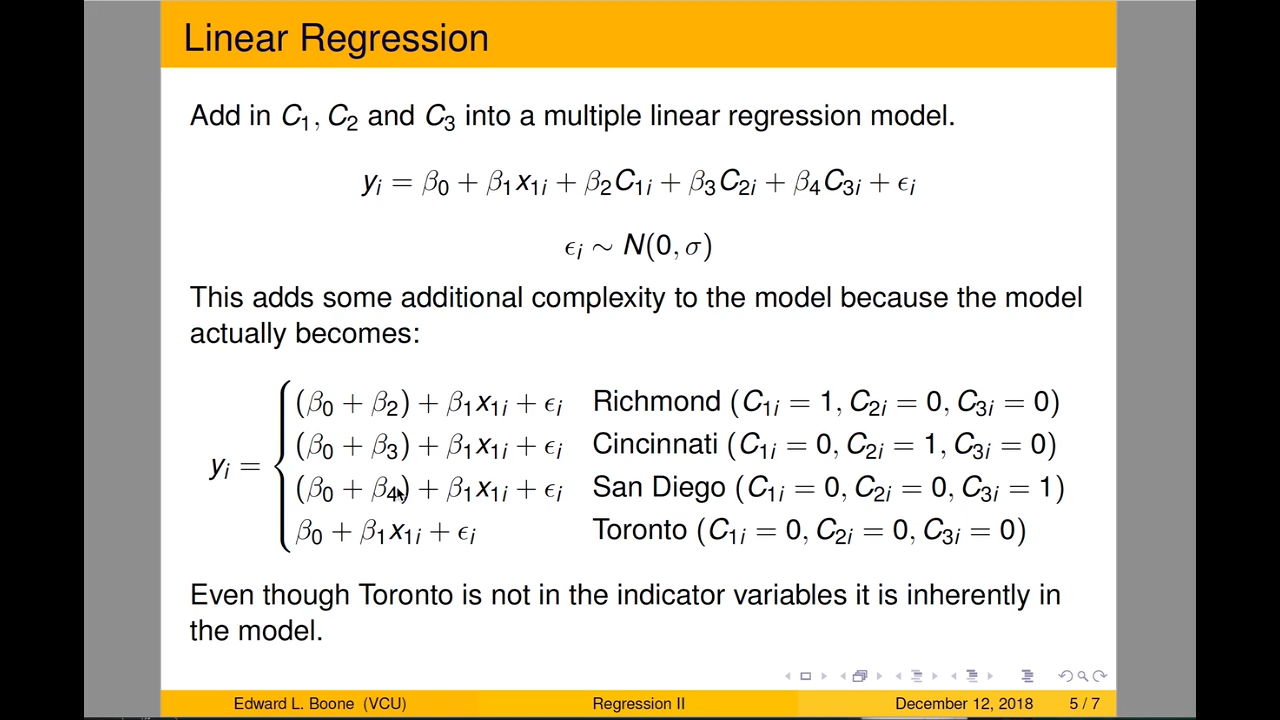 Linear Regression
Add in C₁, C₂ and C₃ into a multiple linear regression model.
yᵢ = β₀ + β₁x₁ᵢ + β₂C₁ᵢ + β₃C₂ᵢ + β₄C₃ᵢ + ϵᵢ
ϵᵢ ∼ N(0, σ)
This adds some additional complexity to the model because the model
actually becomes:
yᵢ =
(β₀ + β₂) + β₁x₁ᵢ + ϵᵢ Richmond (C₁ᵢ = 1, C₂ᵢ = 0, C₃ᵢ = 0)
(β₀ + β₃) + β₁x₁ᵢ + ϵᵢ Cincinnati (C₁ᵢ = 0, C₂ᵢ = 1, C₃ᵢ = 0)
(β₀ + β₄) + β₁x₁ᵢ + ϵᵢ San Diego (C₁ᵢ = 0, C₂ᵢ = 0, C₃ᵢ = 1)
β₀ + β₁x₁ᵢ + ϵᵢ Toronto (C₁ᵢ = 0, C₂ᵢ = 0, C₃ᵢ = 0)
Even though Toronto is not in the indicator variables it is inherently in
the model.
Edward L. Boone (VCU) Regression II December 12, 2018 5 / 7